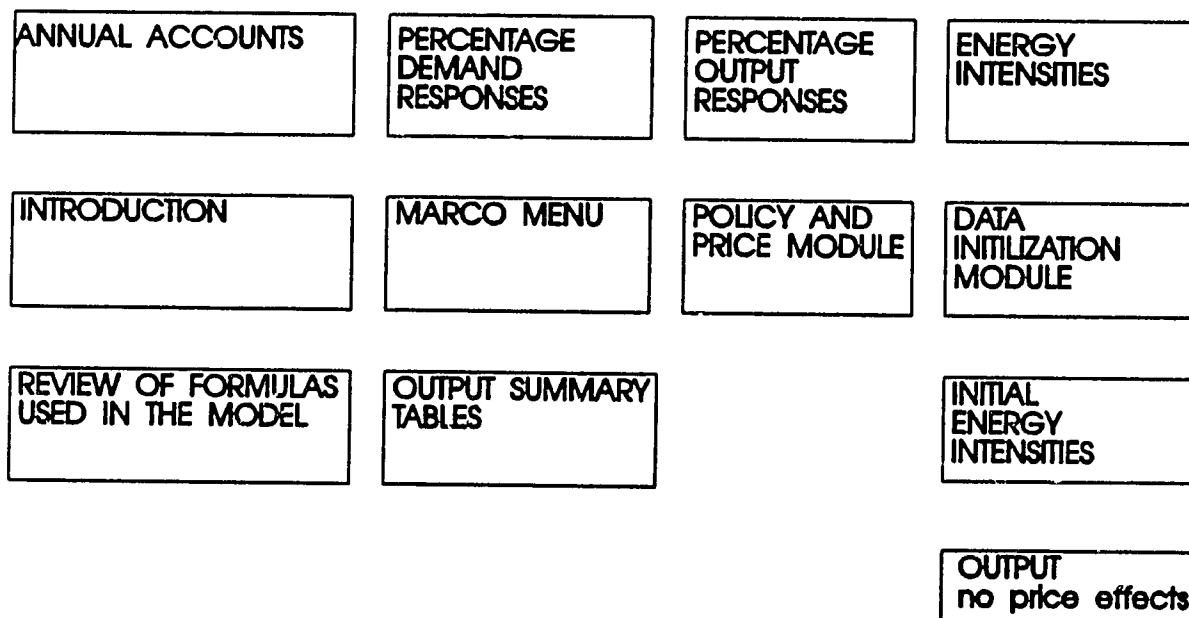 ANNUAL ACCOUNTS
PERCENTAGE
DEMAND
RESPONSES
PERCENTAGE
OUTPUT
RESPONSES
ENERGY
INTENSITIES
INTRODUCTION
MARCO MENU
POLICY AND
PRICE MODULE
DATA
INITILIZATION
MODULE
REVIEW OF FORMULAS
USED IN THE MODEL
OUTPUT SUMMARY
TABLES
INITIAL
ENERGY
INTENSITIES
OUTPUT
no price effects